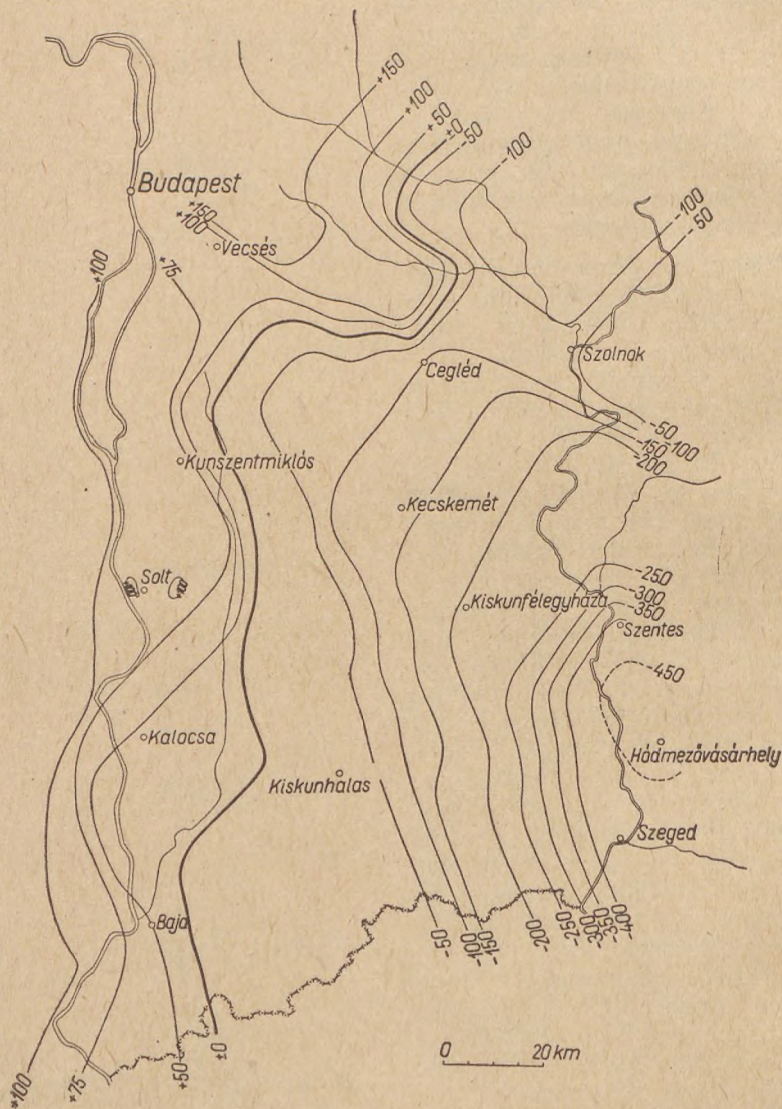 +150
+100
+50
±0
-50
-100
Budapest
+150
+100
Vecsés
-100
-50
+100
+75
Szolnok
Cegléd
-50
-100
-150
-200
Kunszentmiklós
Kecskemét
Solt
-250
-300
-350
Kiskunfélegyháza
Szentes
-450
Kalocsa
Hódmezővásárhely
Kiskunhalas
Szeged
Baja
-50
-100
-150
-200
-250
-300
-350
-400
±0
+50
+75
+100
0 20 km